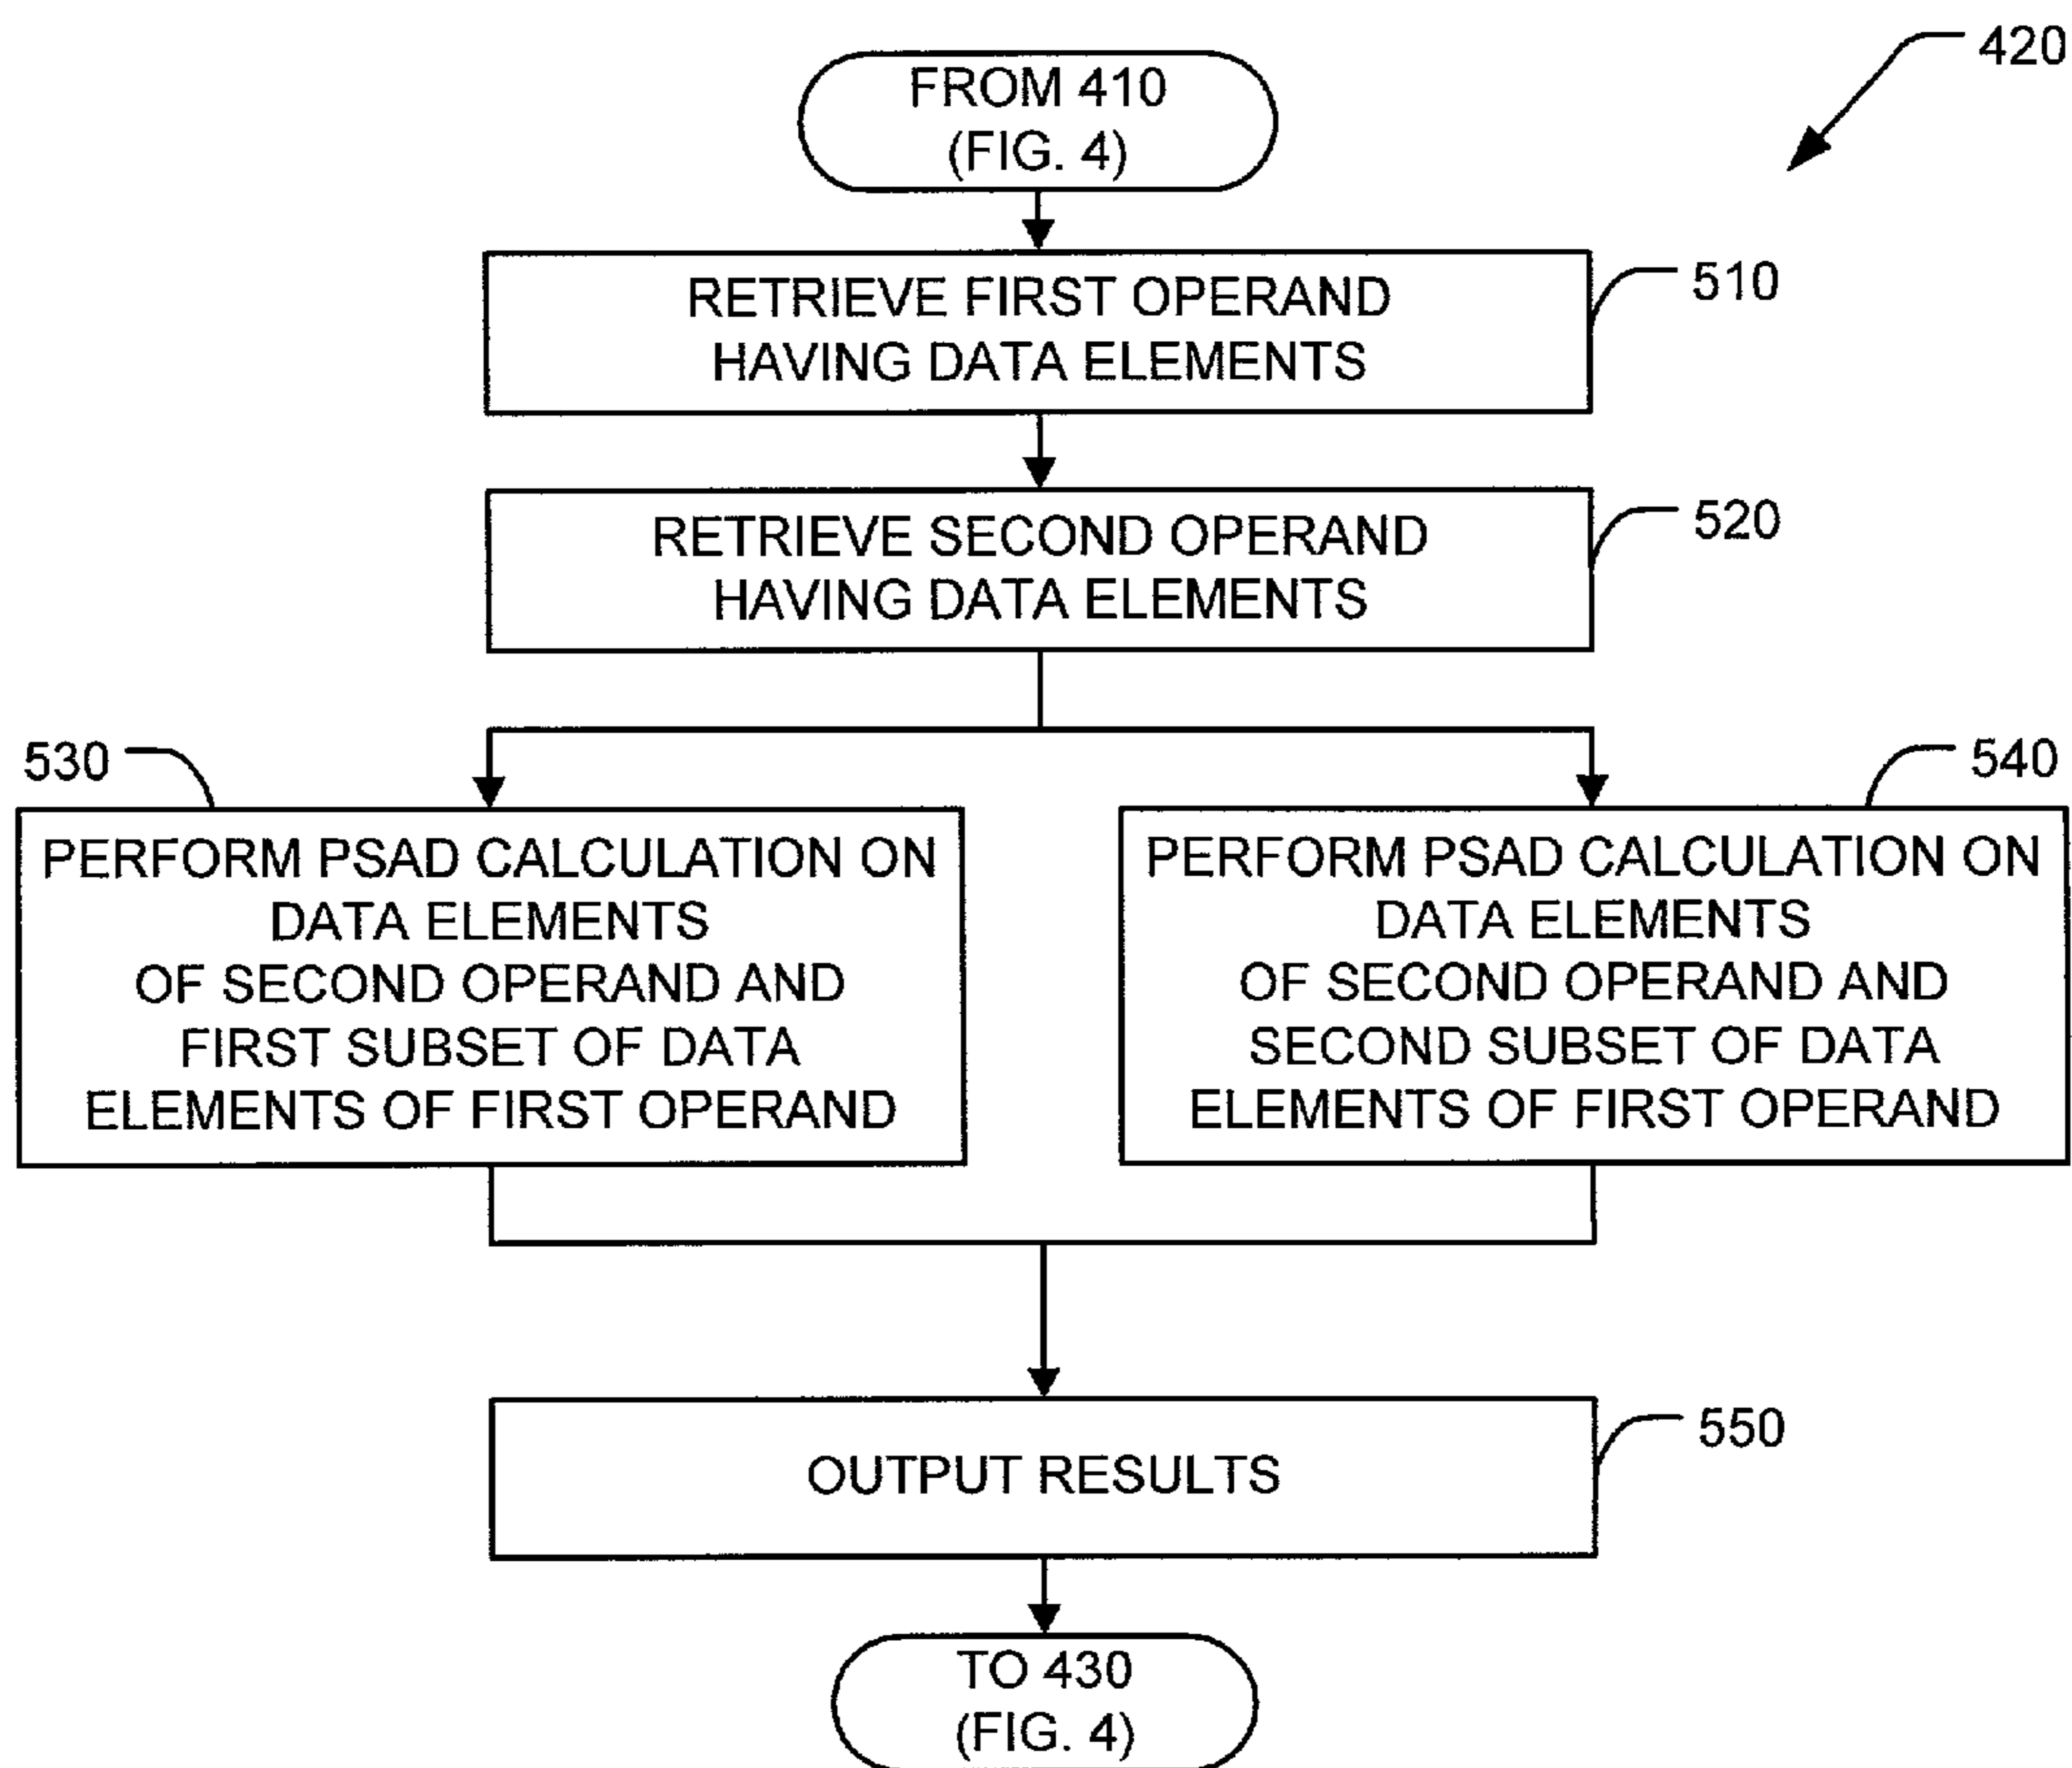 420
FROM 410
(FIG. 4)
510
RETRIEVE FIRST OPERAND
HAVING DATA ELEMENTS
520
RETRIEVE SECOND OPERAND
HAVING DATA ELEMENTS
530
PERFORM PSAD CALCULATION ON
DATA ELEMENTS
OF SECOND OPERAND AND
FIRST SUBSET OF DATA
ELEMENTS OF FIRST OPERAND
540
PERFORM PSAD CALCULATION ON
DATA ELEMENTS
OF SECOND OPERAND AND
SECOND SUBSET OF DATA
ELEMENTS OF FIRST OPERAND
550
OUTPUT RESULTS
TO 430
(FIG. 4)